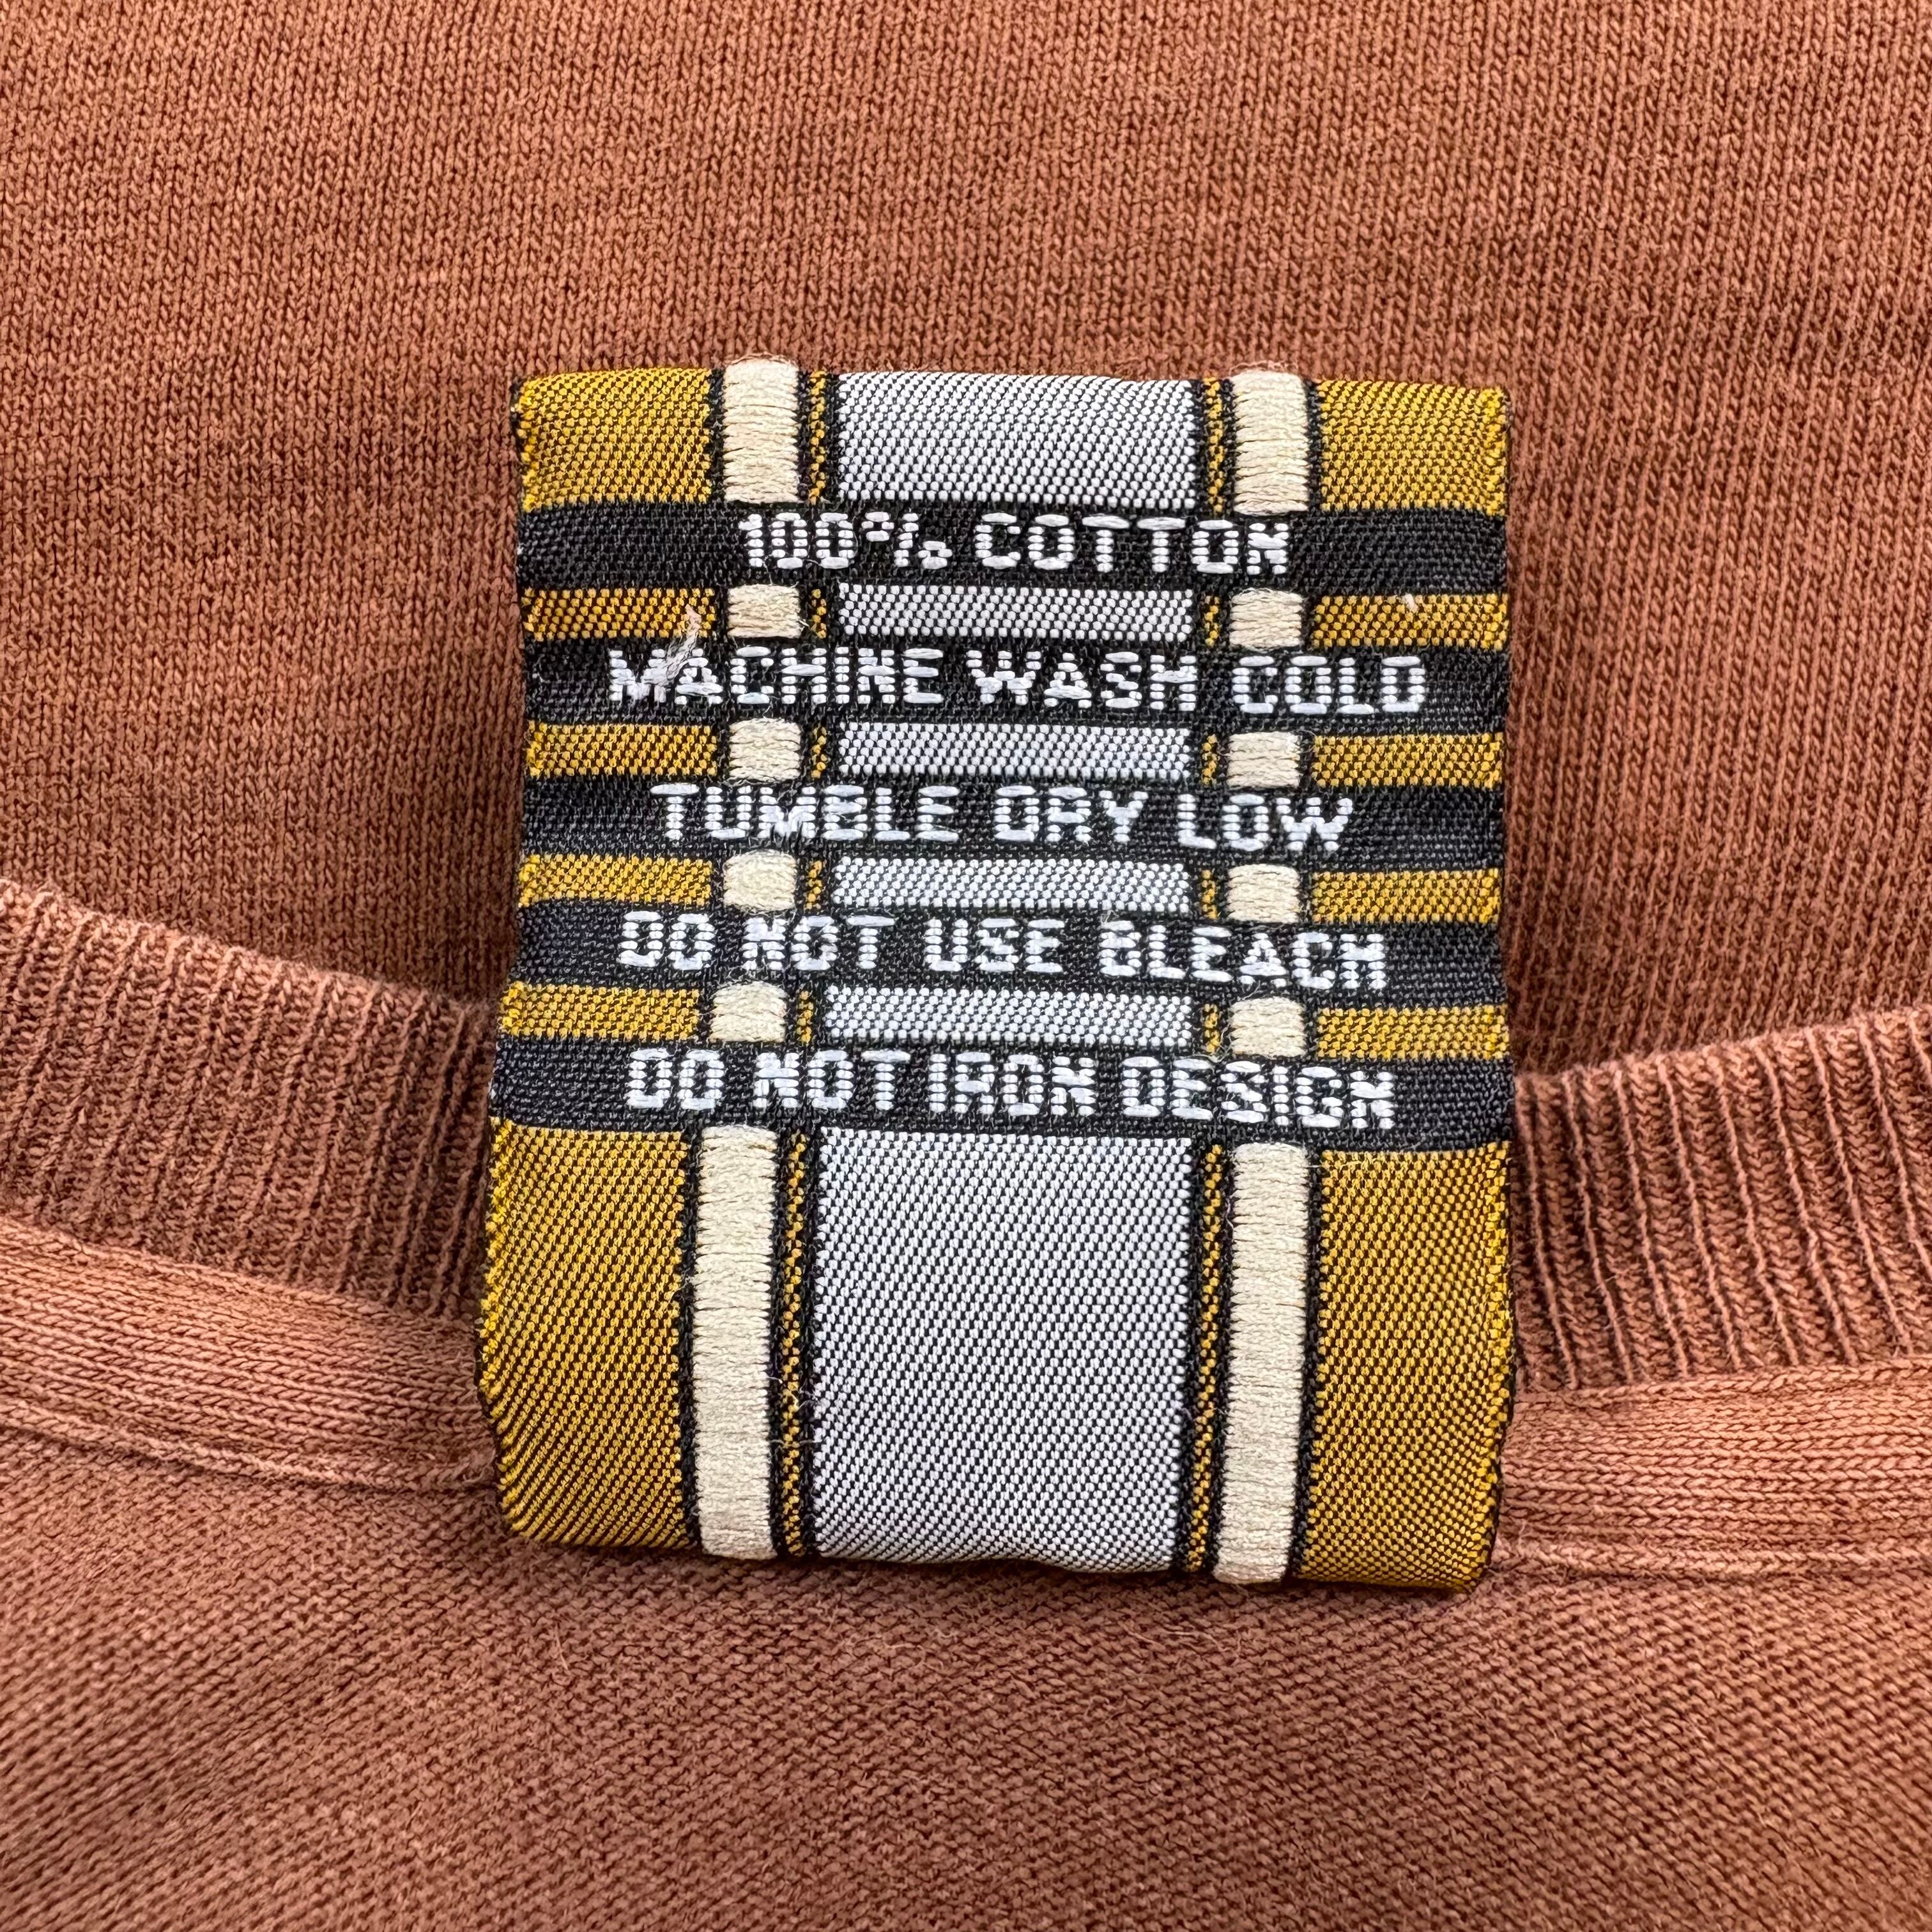 100% COTTON
MACHINE WASH COLD
TUMBLE DRY LOW
DO NOT USE BLEACH
DO NOT IRON DESIGN